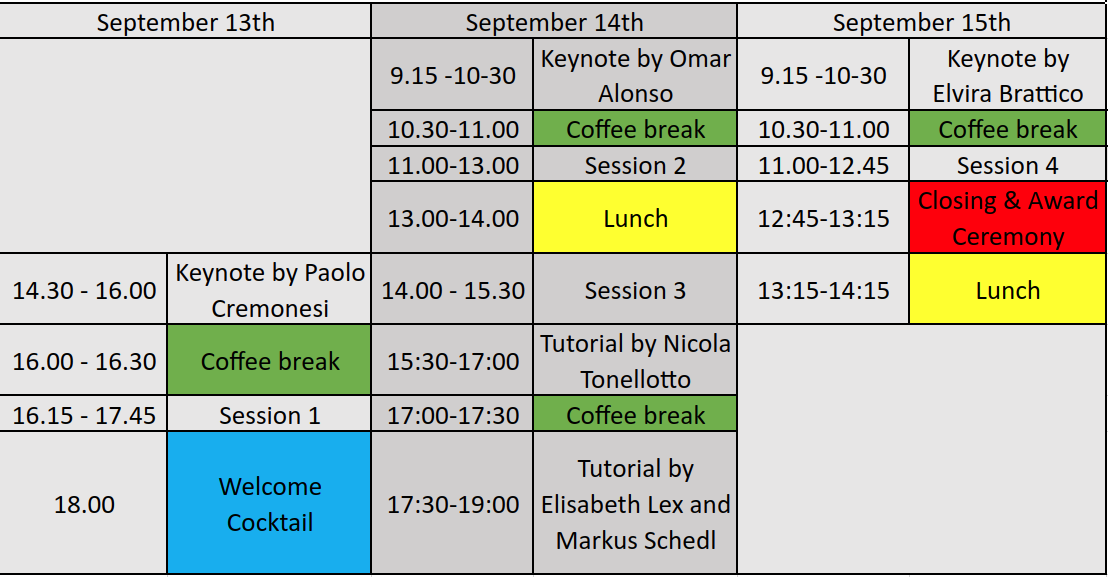 September 13th
September 14th
September 15th
9.15 -10-30
Keynote by Omar
Alonso
9.15 -10-30
Keynote by
Elvira Brattico
10.30-11.00
Coffee break
10.30-11.00
Coffee break
11.00-13.00
Session 2
11.00-12.45
Session 4
13.00-14.00
Lunch
12:45-13:15
Closing & Award
Ceremony
14.30 - 16.00
Keynote by Paolo
Cremonesi
14.00 - 15.30
Session 3
13:15-14:15
Lunch
16.00 - 16.30
Coffee break
15:30-17:00
Tutorial by Nicola
Tonellotto
16.15 - 17.45
Session 1
17:00-17:30
Coffee break
18.00
Welcome
Cocktail
17:30-19:00
Tutorial by
Elisabeth Lex and
Markus Schedl